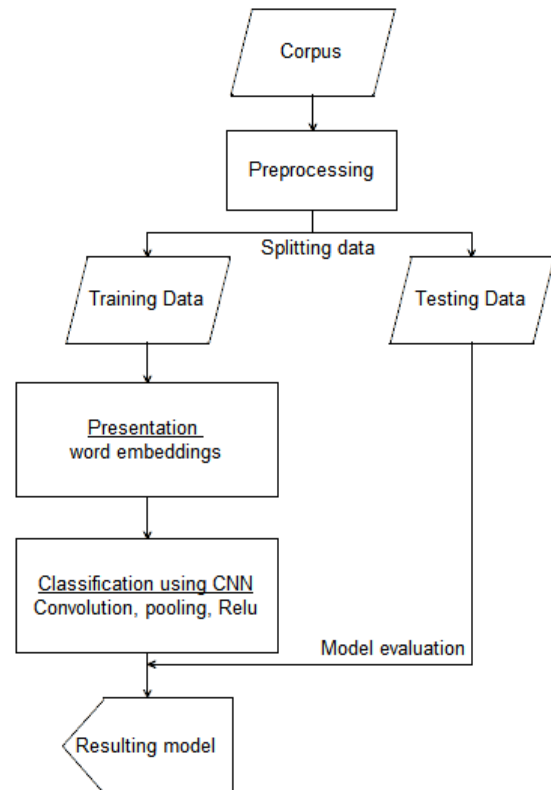 Corpus
Preprocessing
Splitting data
Training Data
Testing Data
Presentation
word embeddings
Classification using CNN
Convolution, pooling, Relu
Model evaluation
Resulting model